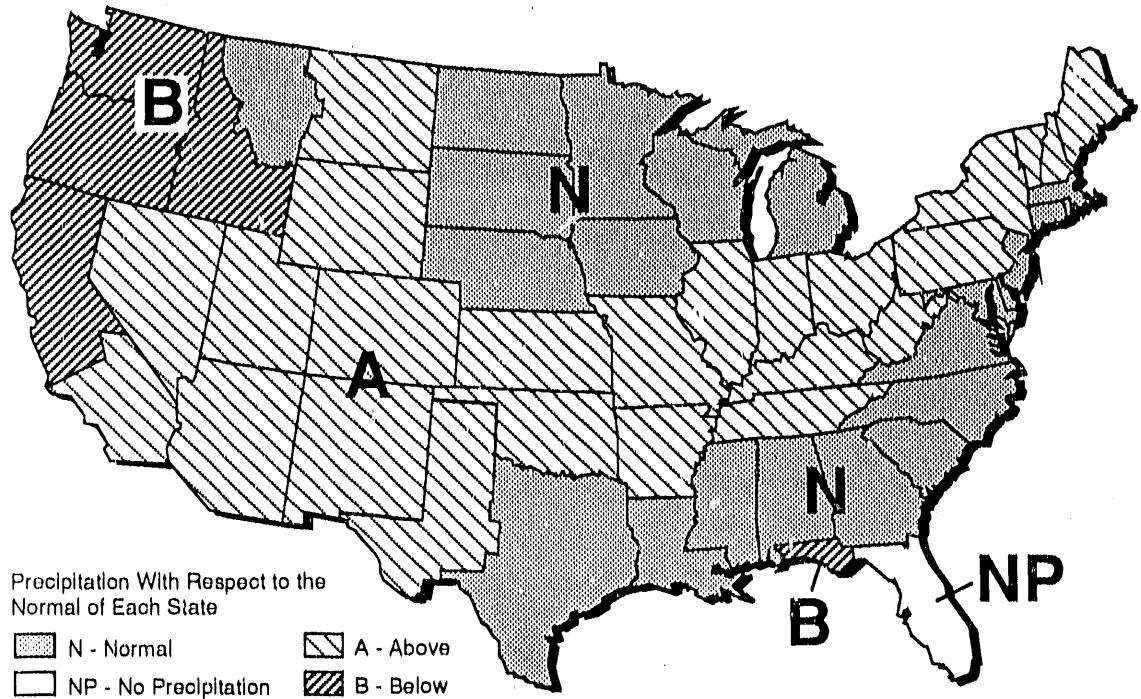 B
N
A
N
NP
B
Precipitation With Respect to the
Normal of Each State
N - Normal
A - Above
NP - No Precipitation
B - Below